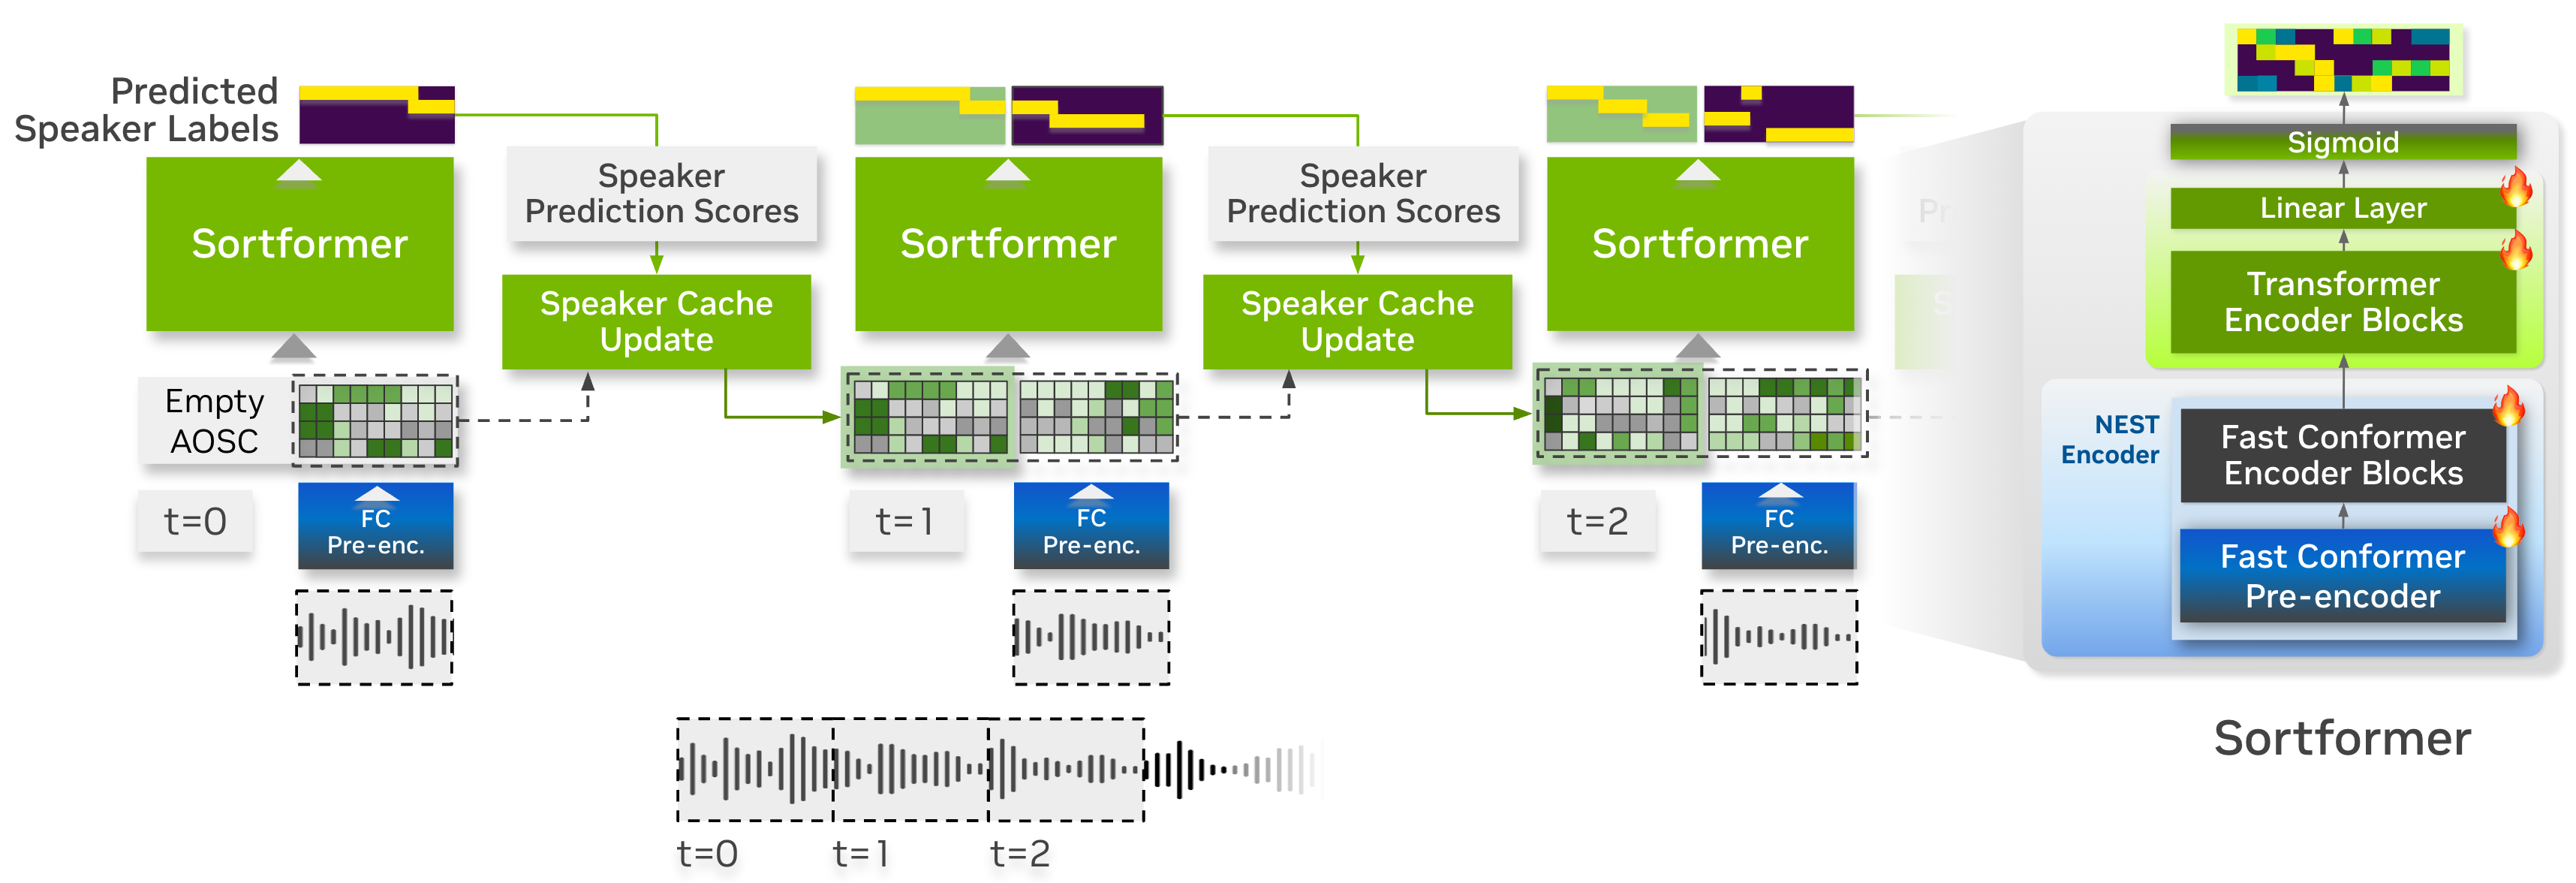 Predicted
Speaker Labels
Sortformer
Empty
AOSC
t=0
FC
Pre-enc.
Speaker
Prediction Scores
Speaker Cache
Update
Sortformer
t=1
FC
Pre-enc.
Speaker
Prediction Scores
Speaker Cache
Update
Sortformer
t=2
FC
Pre-enc.
Pr
S
Sigmoid
Linear Layer
Transformer
Encoder Blocks
NEST
Encoder
Fast Conformer
Encoder Blocks
Fast Conformer
Pre-encoder
Sortformer
t=0
t=1
t=2